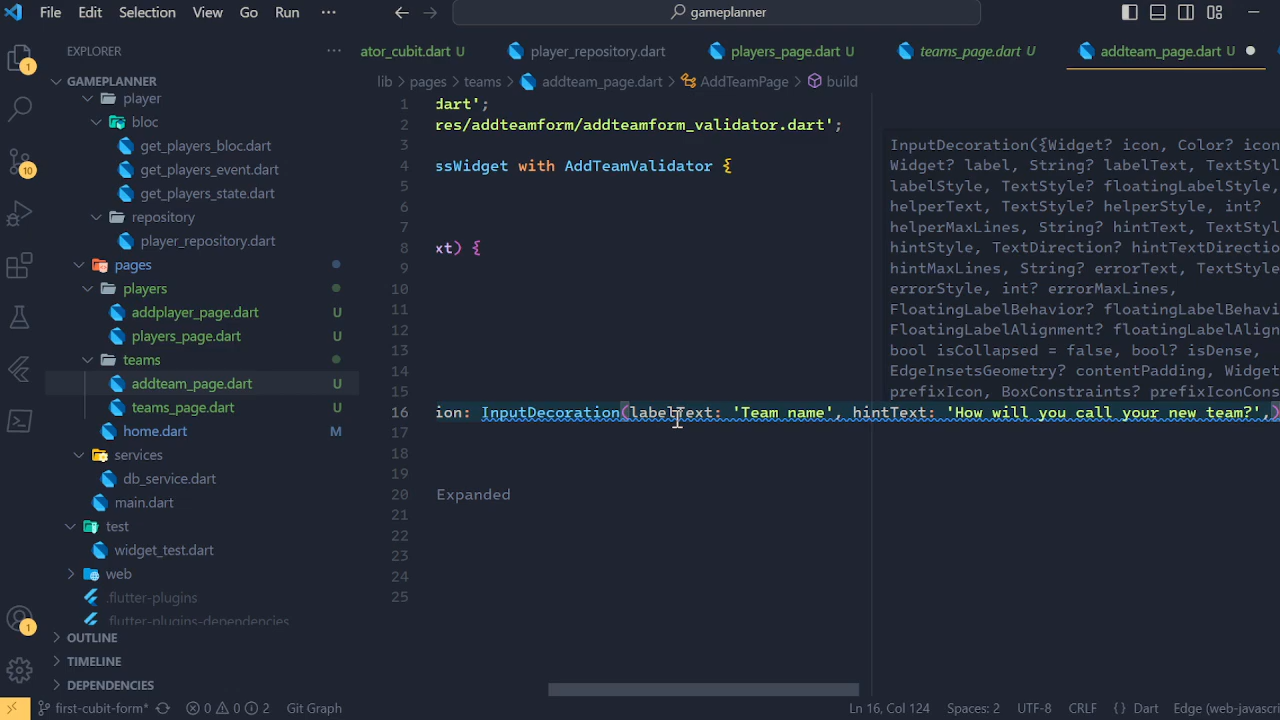 File Edit Selection View Go Run ··· gameplanner
EXPLORER ···
GAMEPLANNER
player
bloc
get_players_bloc.dart
get_players_event.dart
get_players_state.dart
repository
player_repository.dart
pages
players
addplayer_page.dart U
players_page.dart U
teams
addteam_page.dart U
teams_page.dart U
home.dart M
services
db_service.dart
main.dart
test
widget_test.dart
web
.flutter-plugins
.flutter-plugins-dependencies
OUTLINE
TIMELINE
DEPENDENCIES
1
10
1
ator_cubit.dart U player_repository.dart players_page.dart U teams_page.dart U addteam_page.dart U
lib > pages > teams > addteam_page.dart > AddTeamPage > build
1 dart';
2 res/addteamform/addteamform_validator.dart';
3
4 ssWidget with AddTeamValidator {
5
6
7
8 xt) {
9
10
11
12
13
14
15
16 ion: InputDecoration(labelText: 'Team name', hintText: 'How will you call your new team?',)
17
18
19
20 Expanded
21
22
23
24
25
InputDecoration({Widget? icon, Color? icon
Widget? label, String? labelText, TextStyl
labelStyle, TextStyle? floatingLabelStyle,
helperText, TextStyle? helperStyle, int?
helperMaxLines, String? hintText, TextStyl
hintStyle, TextDirection? hintTextDirectio
hintMaxLines, String? errorText, TextStyle
errorStyle, int? errorMaxLines,
FloatingLabelBehavior? floatingLabelBehavi
FloatingLabelAlignment? floatingLabelAlign
bool isCollapsed = false, bool? isDense,
EdgeInsetsGeometry? contentPadding, Widget
prefixIcon, BoxConstraints? prefixIconCons
first-cubit-form* 0 0 2 Git Graph Ln 16, Col 124 Spaces: 2 UTF-8 CRLF {} Dart Edge (web-javascri